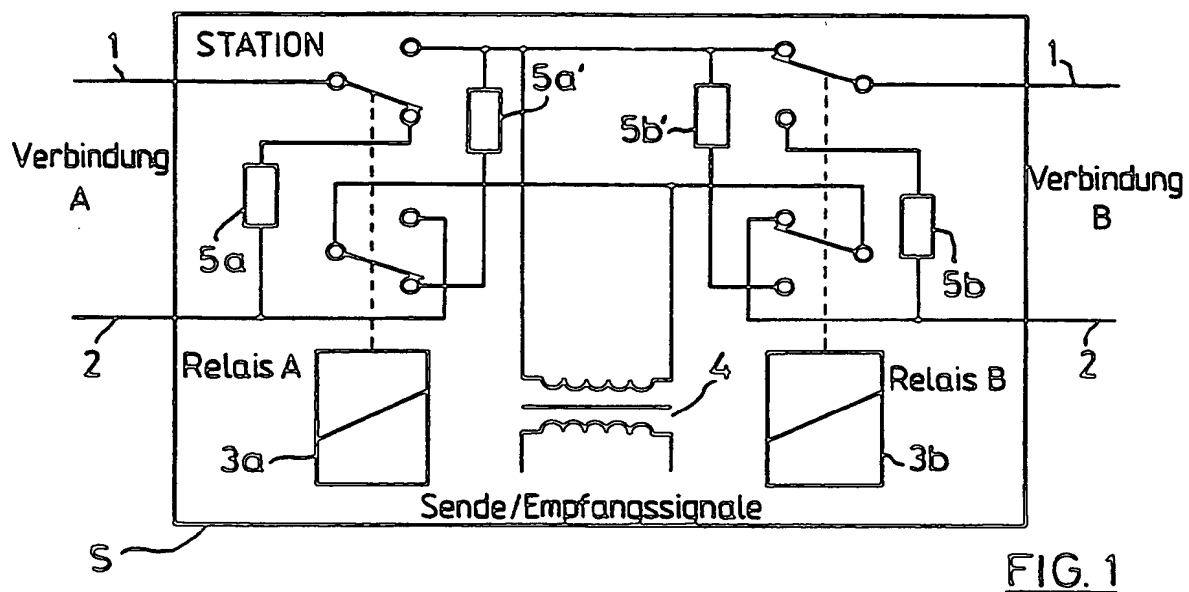 STATION
1
1
5a'
5b'
Verbindung
A
Verbindung
B
5a
5b
2
2
Relais A
4
Relais B
3a
3b
Sende/Empfangssignale
S
FIG. 1